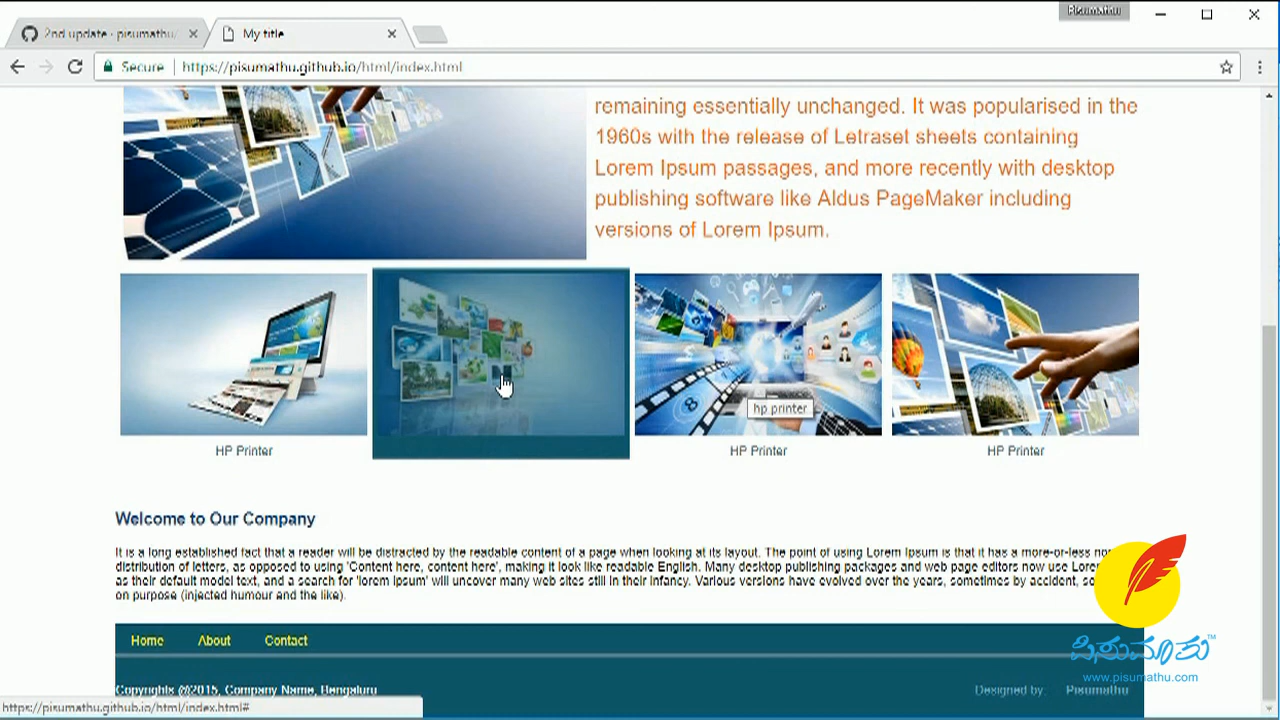 Pisumathu
2nd update · pisumathu/
My title
Secure
https://pisumathu.github.io/html/index.html
remaining essentially unchanged. It was popularised in the
1960s with the release of Letraset sheets containing
Lorem Ipsum passages, and more recently with desktop
publishing software like Aldus PageMaker including
versions of Lorem Ipsum.
hp printer
HP Printer
HP Printer
HP Printer
Welcome to Our Company
It is a long established fact that a reader will be distracted by the readable content of a page when looking at its layout. The point of using Lorem Ipsum is that it has a more-or-less nor
distribution of letters, as opposed to using 'Content here, content here', making it look like readable English. Many desktop publishing packages and web page editors now use Lorem
as their default model text, and a search for 'lorem ipsum' will uncover many web sites still in their infancy. Various versions have evolved over the years, sometimes by accident, so
on purpose (injected humour and the like).
Home About Contact
ಪಿಸುಮಾತು™
www.pisumathu.com
Copyrights @2015, Company Name, Bengaluru
Designed by: Pisumathu
https://pisumathu.github.io/html/index.html#